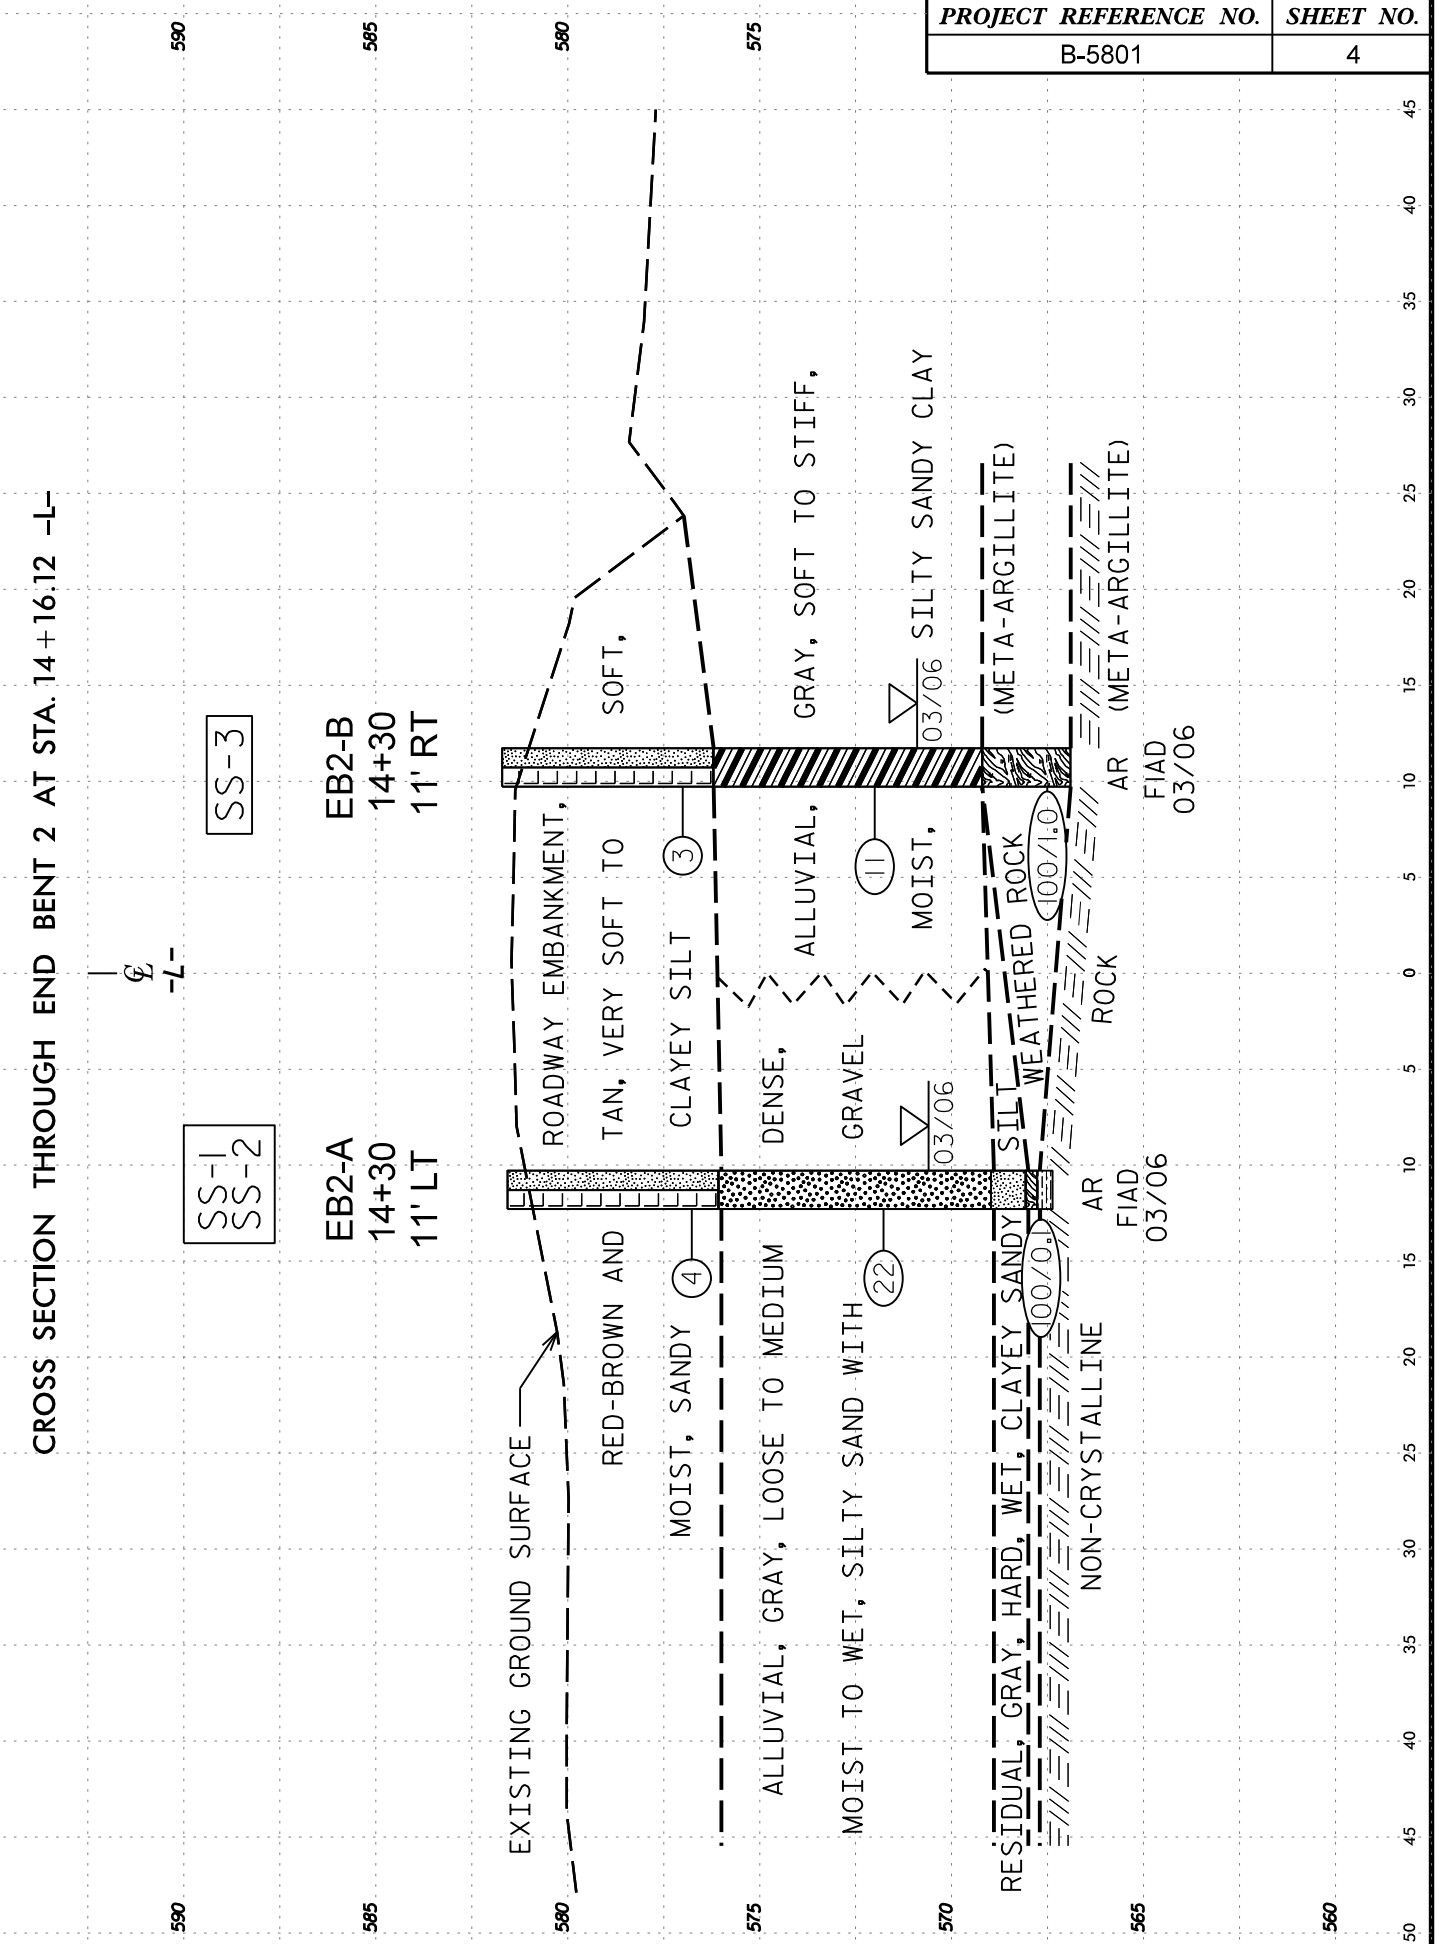 PROJECT REFERENCE NO. SHEET NO.
B-5801 4
CROSS SECTION THROUGH END BENT 2 AT STA. 14+16.12 -L-
℄
-L-
SS-1
SS-2
SS-3
EB2-A
14+30
11' LT
EB2-B
14+30
11' RT
590 590
585 585
580 580
575 575
570
565
560
EXISTING GROUND SURFACE
ROADWAY EMBANKMENT,
RED-BROWN AND TAN, VERY SOFT TO SOFT,
MOIST, SANDY CLAYEY SILT
4
3
ALLUVIAL, GRAY, LOOSE TO MEDIUM DENSE,
MOIST TO WET, SILTY SAND WITH GRAVEL
22
03/06
ALLUVIAL, GRAY, SOFT TO STIFF,
MOIST, SILTY SANDY CLAY
11
03/06
RESIDUAL, GRAY, HARD, WET, CLAYEY SANDY SILT
WEATHERED ROCK (META-ARGILLITE)
100/0.1
100/1.0
NON-CRYSTALLINE ROCK (META-ARGILLITE)
AR
FIAD
03/06
AR
FIAD
03/06
50 45 40 35 30 25 20 15 10 5 0 5 10 15 20 25 30 35 40 45